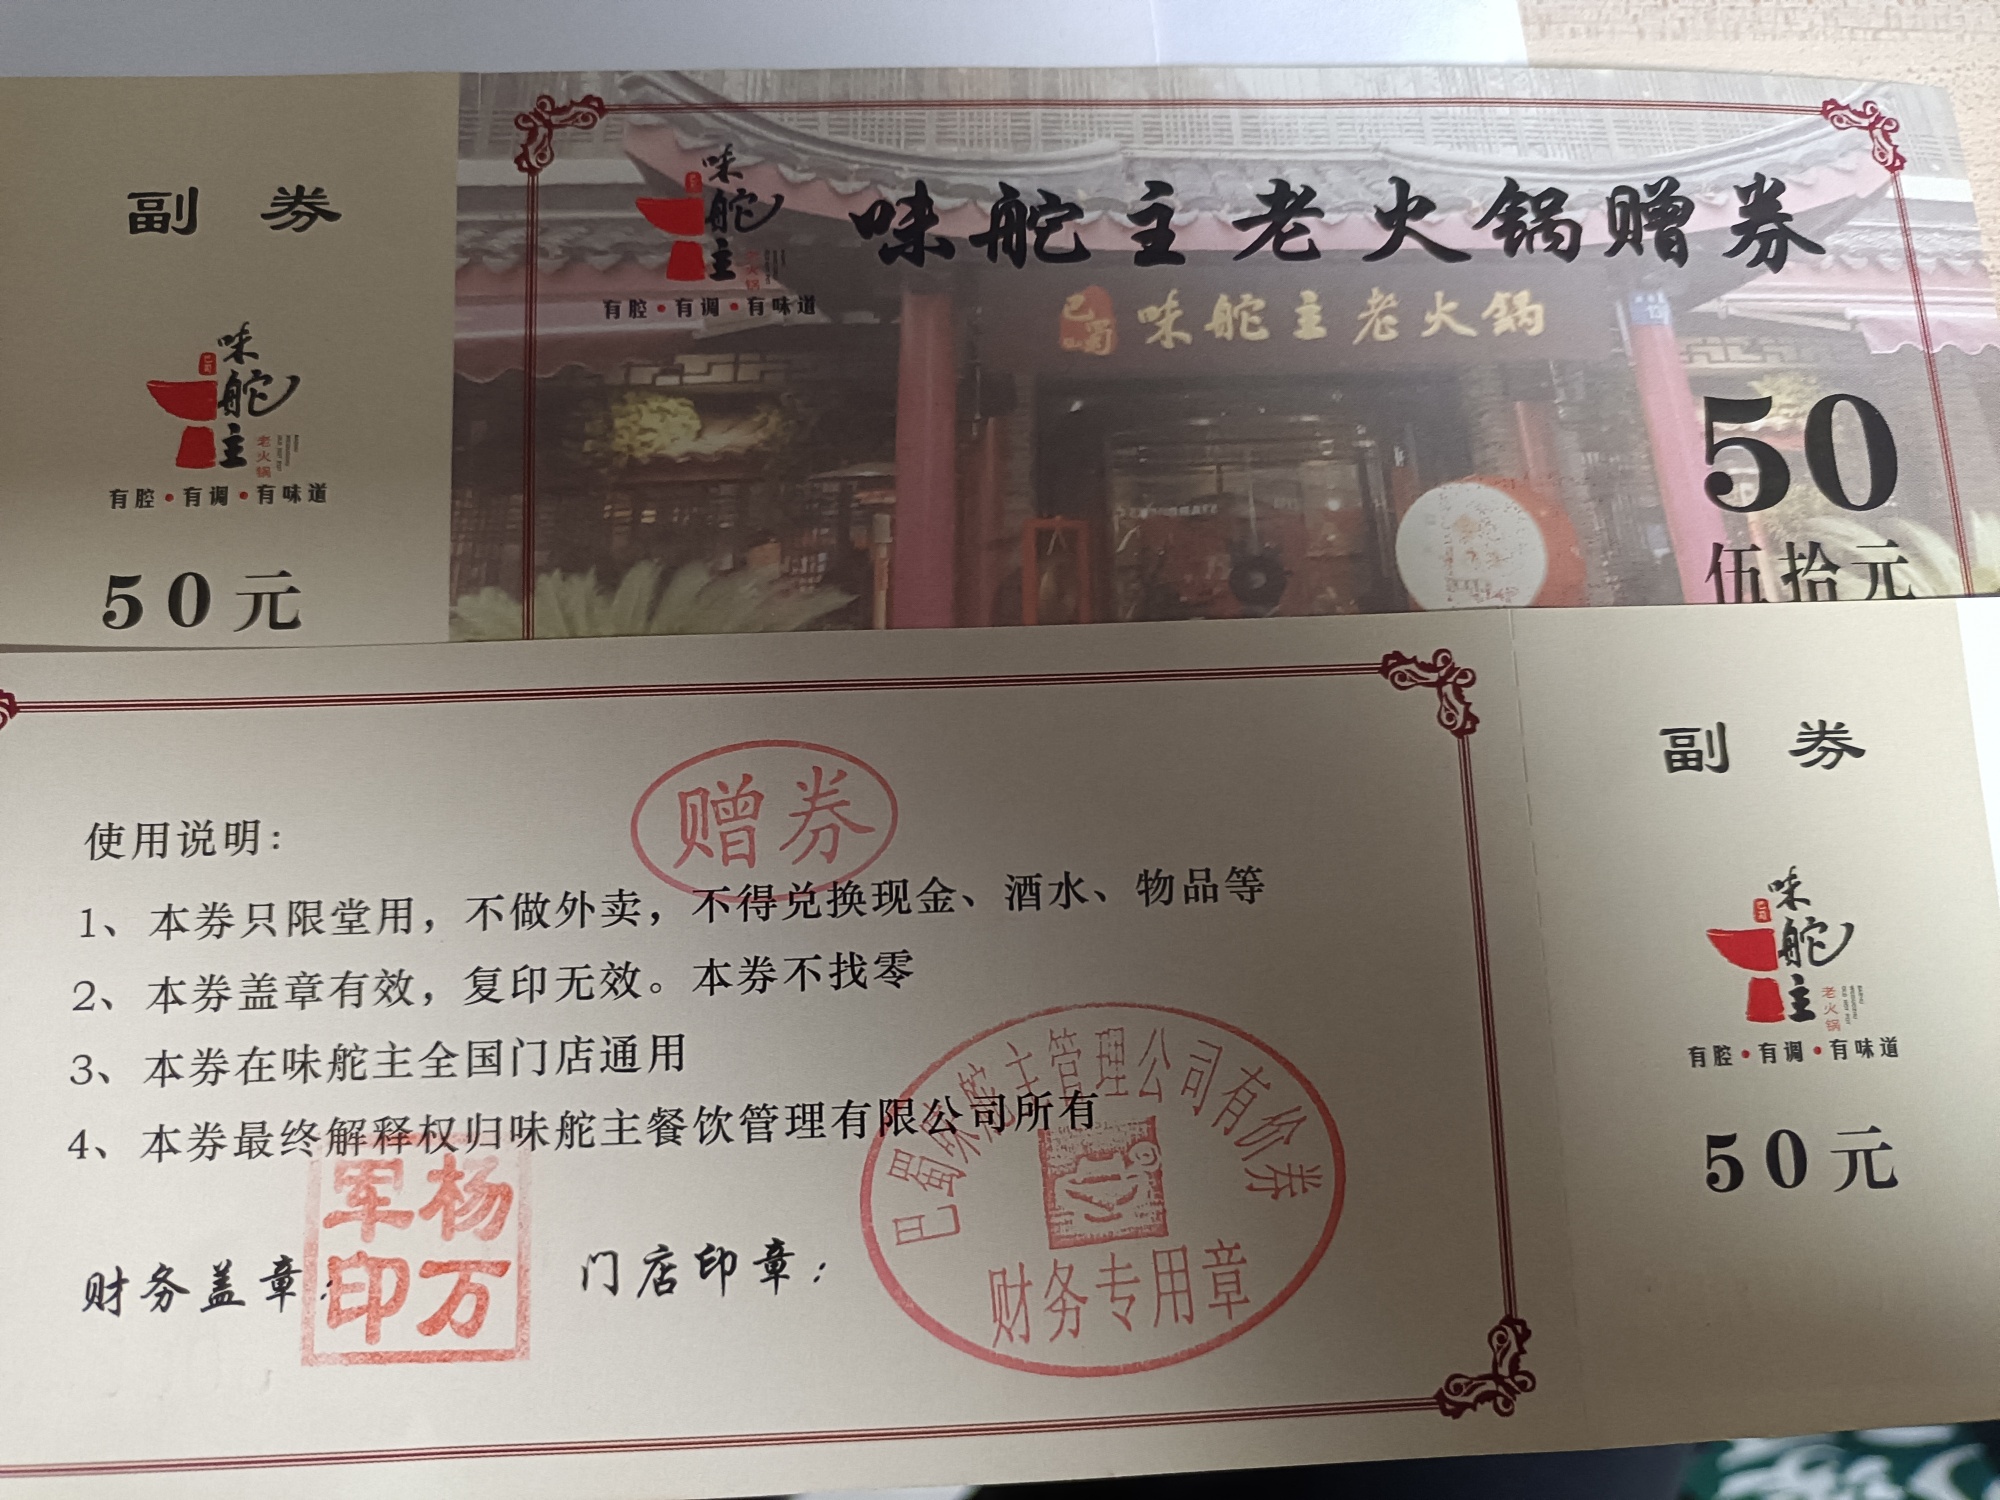 副券
味舵主
巴蜀
老火锅
有腔·有调·有味道
50元
味舵主
老火锅
有腔·有调·有味道
味舵主老火锅赠券
巴蜀
味舵主老火锅
50
伍拾元
赠券
使用说明：
1、本券只限堂用，不做外卖，不得兑换现金、酒水、物品等
2、本券盖章有效，复印无效。本券不找零
3、本券在味舵主全国门店通用
4、本券最终解释权归味舵主餐饮管理有限公司所有
财务盖章：
杨万军印
门店印章：
巴蜀味舵主管理公司有价券
财务专用章
副券
味舵主
巴蜀
老火锅
有腔·有调·有味道
50元